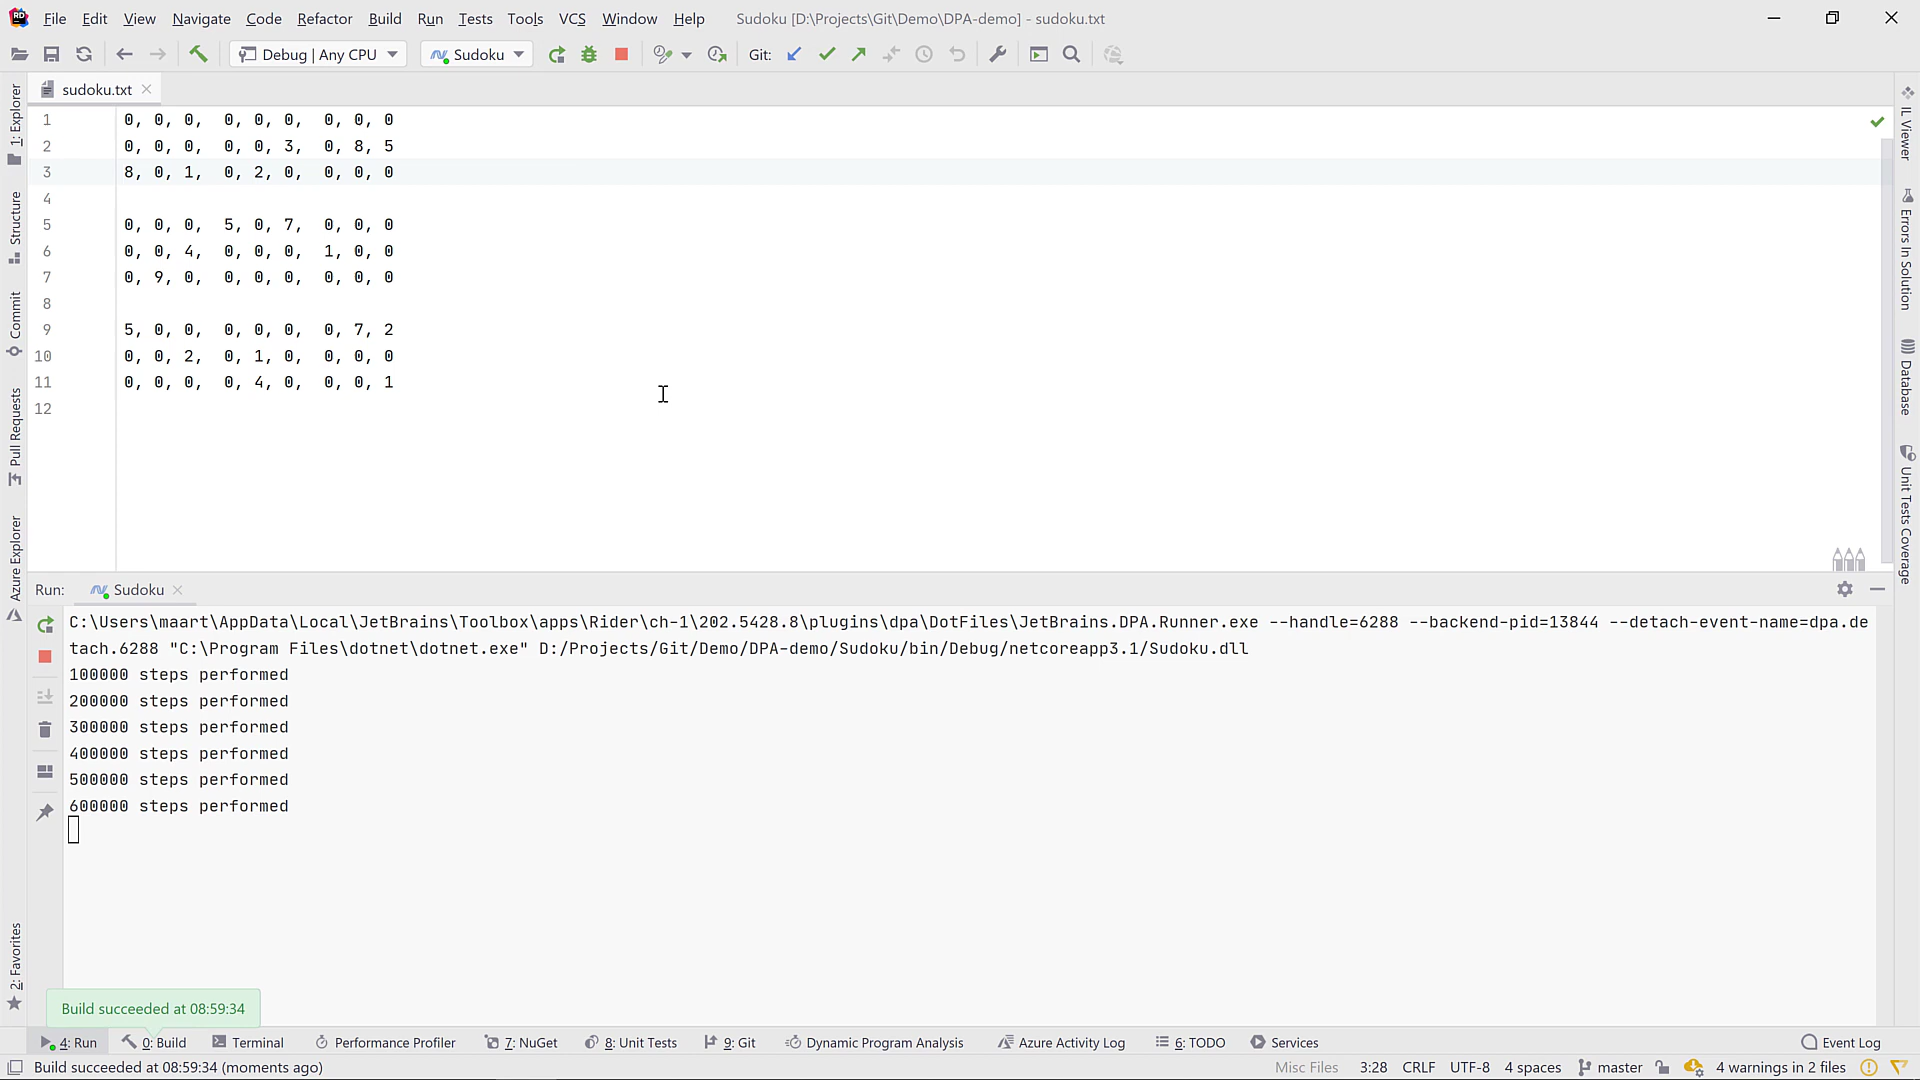 File Edit View Navigate Code Refactor Build Run Tests Tools VCS Window Help Sudoku [D:\Projects\Git\Demo\DPA-demo] - sudoku.txt
Debug | Any CPU Sudoku Git:
sudoku.txt
1 0, 0, 0, 0, 0, 0, 0, 0, 0
2 0, 0, 0, 0, 0, 3, 0, 8, 5
3 8, 0, 1, 0, 2, 0, 0, 0, 0
4
5 0, 0, 0, 5, 0, 7, 0, 0, 0
6 0, 0, 4, 0, 0, 0, 1, 0, 0
7 0, 9, 0, 0, 0, 0, 0, 0, 0
8
9 5, 0, 0, 0, 0, 0, 0, 7, 2
10 0, 0, 2, 0, 1, 0, 0, 0, 0
11 0, 0, 0, 0, 4, 0, 0, 0, 1
12
1: Explorer
Structure
Commit
Pull Requests
Azure Explorer
2: Favorites
IL Viewer
Errors In Solution
Database
Unit Tests Coverage
Run: Sudoku
C:\Users\maart\AppData\Local\JetBrains\Toolbox\apps\Rider\ch-1\202.5428.8\plugins\dpa\DotFiles\JetBrains.DPA.Runner.exe --handle=6288 --backend-pid=13844 --detach-event-name=dpa.de
tach.6288 "C:\Program Files\dotnet\dotnet.exe" D:/Projects/Git/Demo/DPA-demo/Sudoku/bin/Debug/netcoreapp3.1/Sudoku.dll
100000 steps performed
200000 steps performed
300000 steps performed
400000 steps performed
500000 steps performed
600000 steps performed
Build succeeded at 08:59:34
4: Run 0: Build Terminal Performance Profiler 7: NuGet 8: Unit Tests 9: Git Dynamic Program Analysis Azure Activity Log 6: TODO Services Event Log
Build succeeded at 08:59:34 (moments ago) Misc Files 3:28 CRLF UTF-8 4 spaces master 4 warnings in 2 files